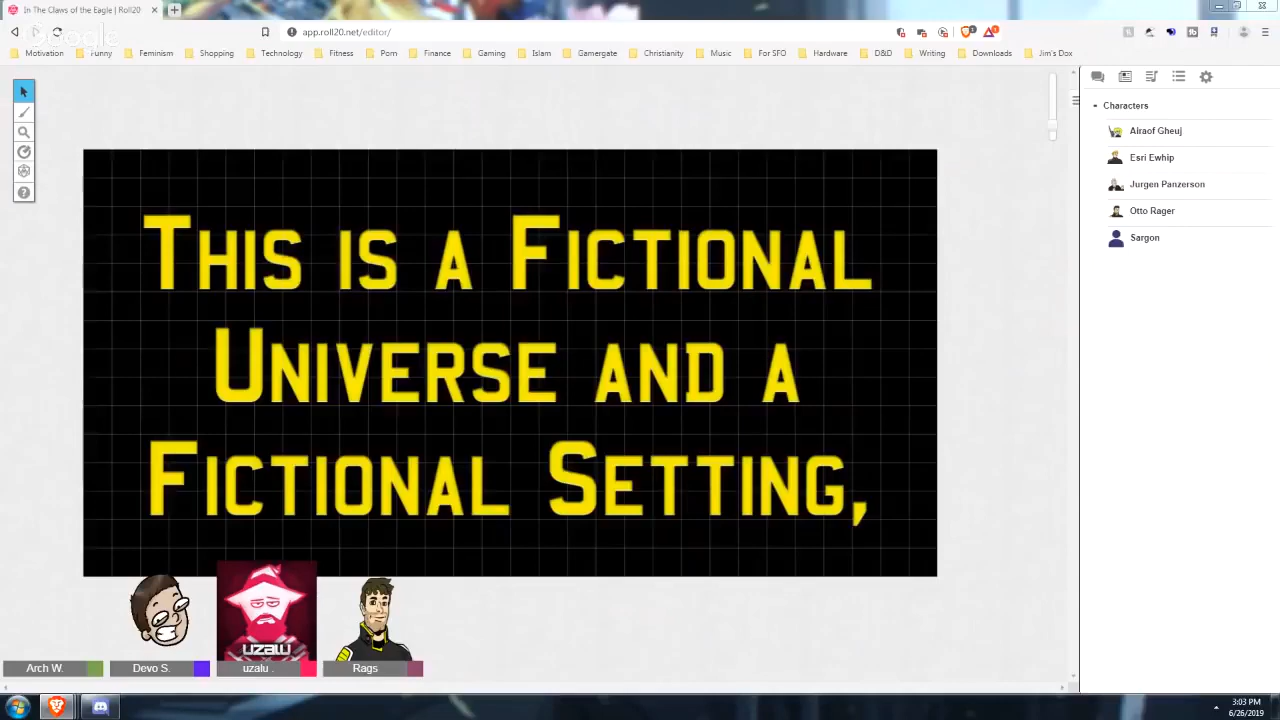 In The Claws of the Eagle | Roll20
app.roll20.net/editor/
Motivation Funny Feminism Shopping Technology Fitness Porn Finance Gaming Islam Gamergate Christianity Music For SFO Hardware D&D Writing Downloads Jim's Dox
Characters
Airaof Gheuj
Esri Ewhip
Jurgen Panzerson
Otto Rager
Sargon
This is a Fictional
Universe and a
Fictional Setting,
uzalu
Arch W. Devo S. uzalu . Rags
3:03 PM
6/26/2019